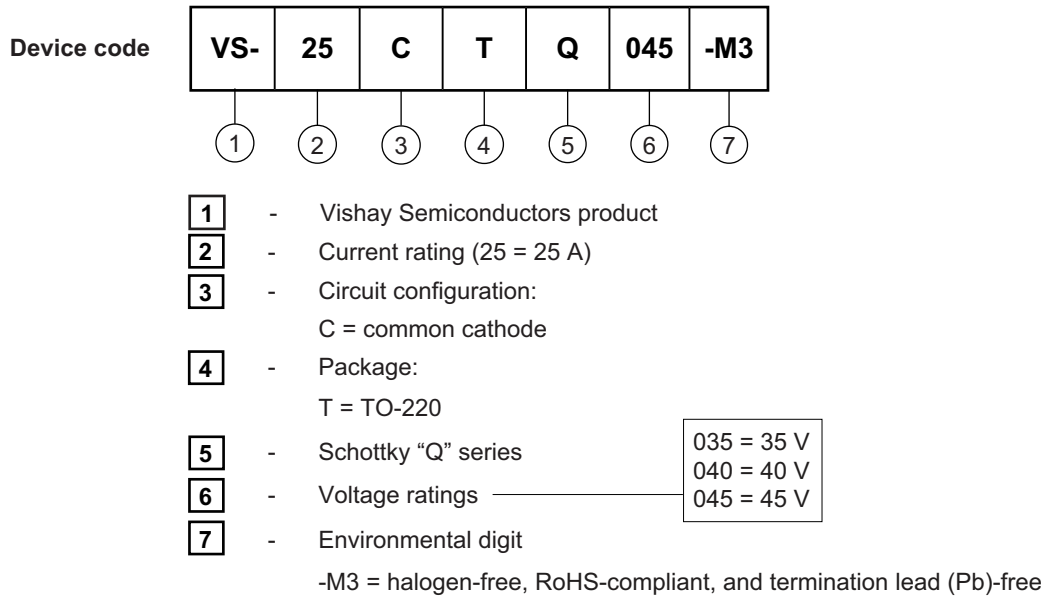 Device code VS- 25 C T Q 045 -M3
1 2 3 4 5 6 7
1 - Vishay Semiconductors product
2 - Current rating (25 = 25 A)
3 - Circuit configuration:
C = common cathode
4 - Package:
T = TO-220
5 - Schottky “Q” series
6 - Voltage ratings
035 = 35 V
040 = 40 V
045 = 45 V
7 - Environmental digit
-M3 = halogen-free, RoHS-compliant, and termination lead (Pb)-free